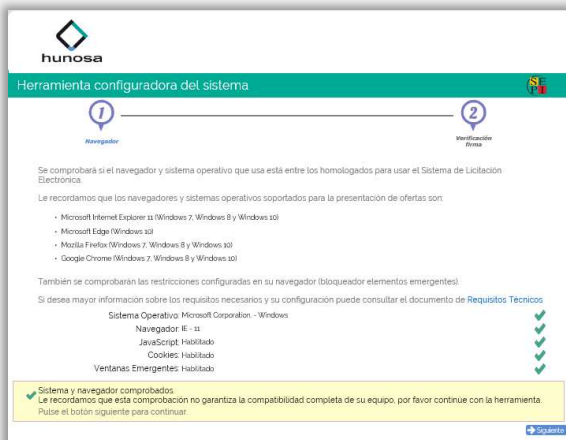 hunosa
Herramienta configuradora del sistema
SEPI
1
2
Navegador
Verificación
firma
Se comprobará si el navegador y sistema operativo que usa está entre los homologados para usar el Sistema de Licitación
Electrónica.
Le recordamos que los navegadores y sistemas operativos soportados para la presentación de ofertas son:
• Microsoft Internet Explorer 11 (Windows 7, Windows 8 y Windows 10)
• Microsoft Edge (Windows 10)
• Mozilla Firefox (Windows 7, Windows 8 y Windows 10)
• Google Chrome (Windows 7, Windows 8 y Windows 10)
También se comprobarán las restricciones configuradas en su navegador (bloqueador elementos emergentes).
Si desea mayor información sobre los requisitos necesarios y su configuración puede consultar el documento de Requisitos Técnicos
Sistema Operativo: Microsoft Corporation. - Windows
Navegador: IE - 11
JavaScript: Habilitado
Cookies: Habilitado
Ventanas Emergentes: Habilitado
Sistema y navegador comprobados
Le recordamos que esta comprobación no garantiza la compatibilidad completa de su equipo, por favor continue con la herramienta.
Pulse el botón siguiente para continuar.
Siguiente